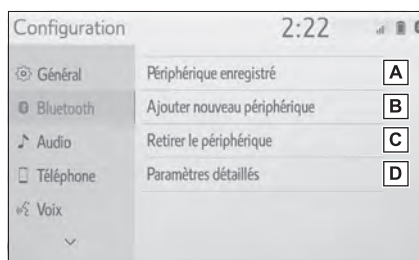 Configuration 2:22
Général
Bluetooth
Audio
Téléphone
Voix
Périphérique enregistré A
Ajouter nouveau périphérique B
Retirer le périphérique C
Paramètres détaillés D